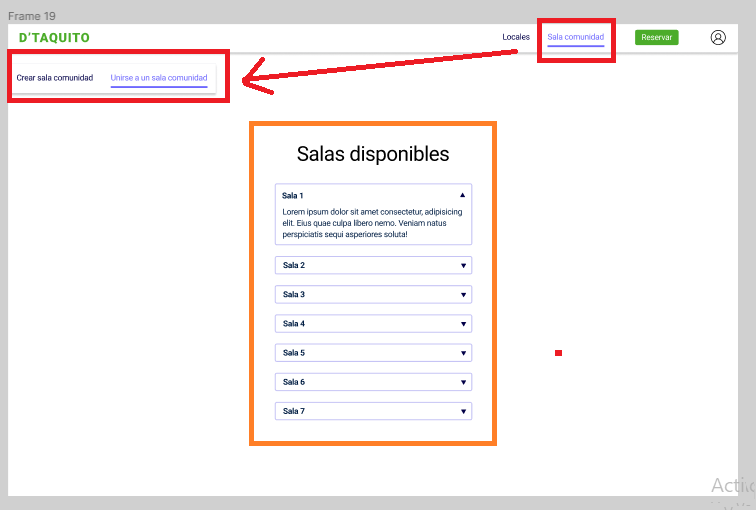 Frame 19
D'TAQUITO
Locales
Sala comunidad
Reservar
Crear sala comunidad
Unirse a un sala comunidad
Salas disponibles
Sala 1
Lorem ipsum dolor sit amet consectetur, adipisicing
elit. Eius quae culpa libero nemo. Veniam natus
perspiciatis sequi asperiores soluta!
Sala 2
Sala 3
Sala 4
Sala 5
Sala 6
Sala 7